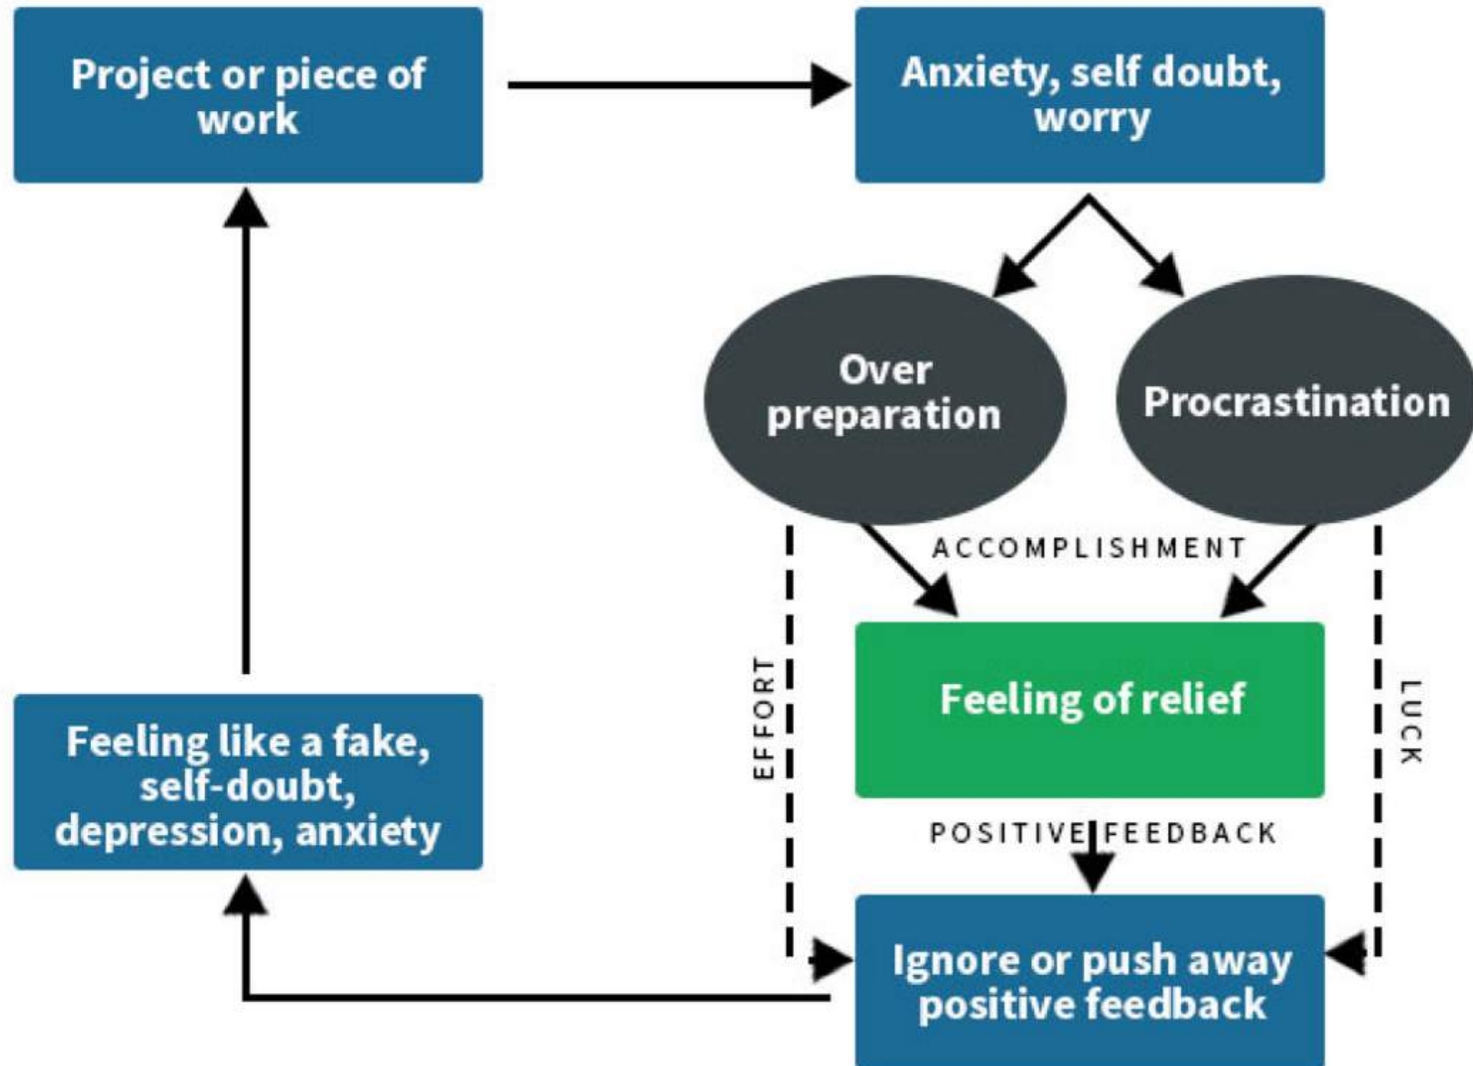 Project or piece of
work
Anxiety, self doubt,
worry
Over
preparation
Procrastination
ACCOMPLISHMENT
EFFORT
Feeling of relief
LUCK
POSITIVE FEEDBACK
Feeling like a fake,
self-doubt,
depression, anxiety
Ignore or push away
positive feedback